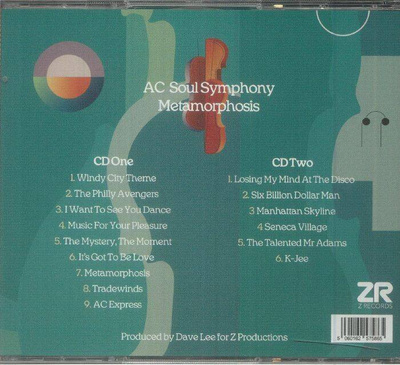 AC Soul Symphony
Metamorphosis
CD One
1. Windy City Theme
2. The Philly Avengers
3. I Want To See You Dance
4. Music For Your Pleasure
5. The Mystery, The Moment
6. It's Got To Be Love
7. Metamorphosis
8. Tradewinds
9. AC Express
CD Two
1. Losing My Mind At The Disco
2. Six Billion Dollar Man
3. Manhattan Skyline
4 Seneca Village
5. The Talented Mr Adams
6. K-Jee
ZR
Z RECORDS
Produced by Dave Lee for Z Productions